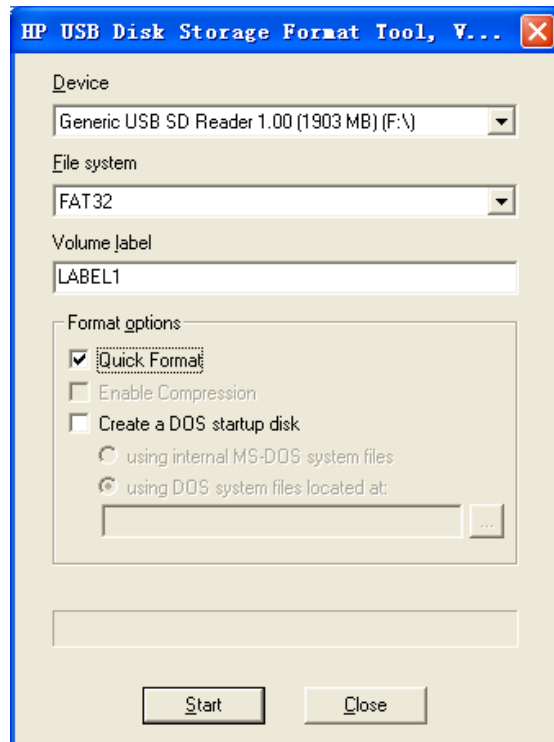 HP USB Disk Storage Format Tool, V...
Device
Generic USB SD Reader 1.00 (1903 MB) (F:\)
File system
FAT32
Volume label
LABEL1
Format options
Quick Format
Enable Compression
Create a DOS startup disk
using internal MS-DOS system files
using DOS system files located at:
...
Start
Close